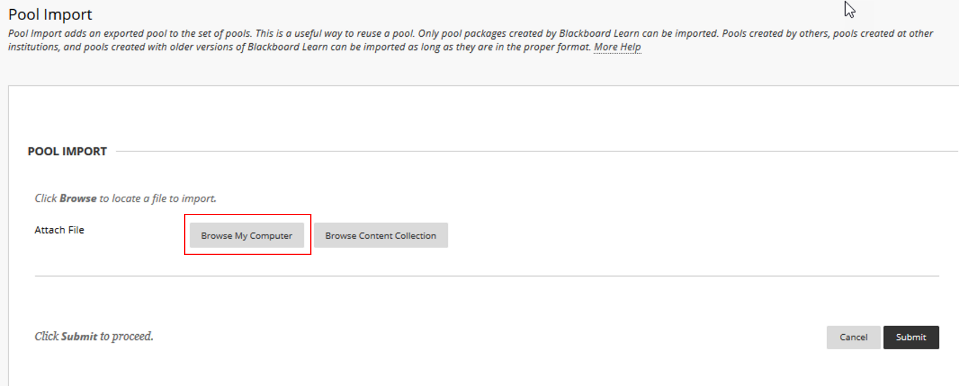 Pool Import
Pool Import adds an exported pool to the set of pools. This is a useful way to reuse a pool. Only pool packages created by Blackboard Learn can be imported. Pools created by others, pools created at other
institutions, and pools created with older versions of Blackboard Learn can be imported as long as they are in the proper format. More Help
POOL IMPORT
Click Browse to locate a file to import.
Attach File Browse My Computer Browse Content Collection
Click Submit to proceed. Cancel Submit